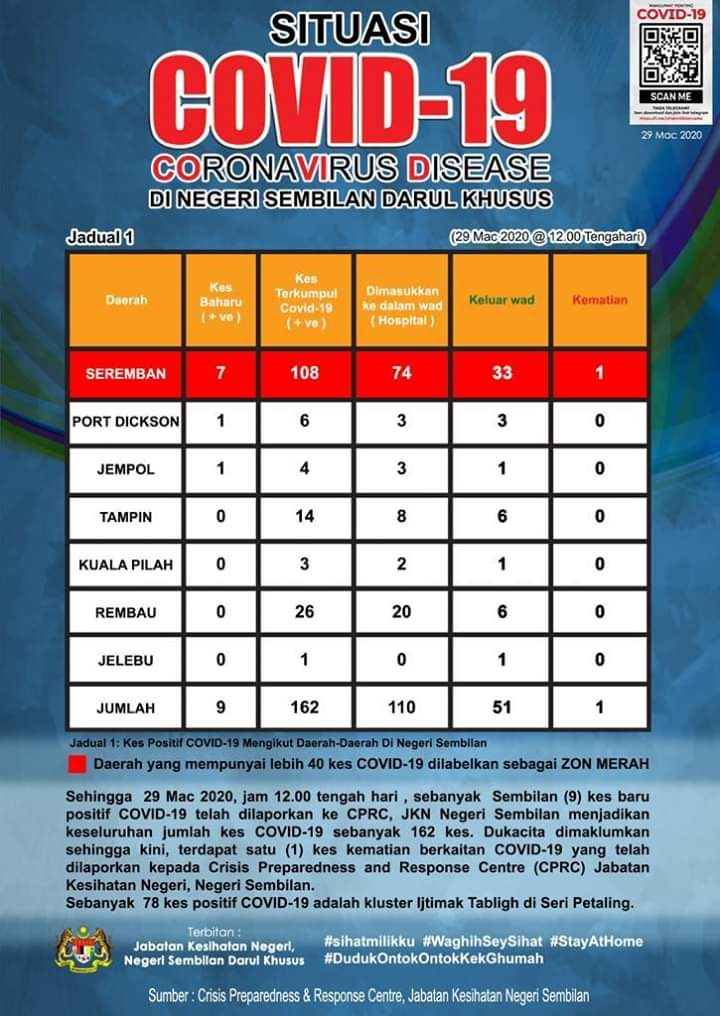 SITUASI
COVID-19
CORONAVIRUS DISEASE
DI NEGERI SEMBILAN DARUL KHUSUS
COVID-19
SCAN ME
29 Mac 2020
Jadual 1
(29 Mac 2020 @ 12.00 Tengahari)
Daerah
Kes
Baharu
( + ve )
Kes
Terkumpul
Covid-19
( + ve )
Dimasukkan
ke dalam wad
( Hospital )
Keluar wad
Kematian
SEREMBAN 7 108 74 33 1
PORT DICKSON 1 6 3 3 0
JEMPOL 1 4 3 1 0
TAMPIN 0 14 8 6 0
KUALA PILAH 0 3 2 1 0
REMBAU 0 26 20 6 0
JELEBU 0 1 0 1 0
JUMLAH 9 162 110 51 1
Jadual 1: Kes Positif COVID-19 Mengikut Daerah-Daerah Di Negeri Sembilan
Daerah yang mempunyai lebih 40 kes COVID-19 dilabelkan sebagai ZON MERAH
Sehingga 29 Mac 2020, jam 12.00 tengah hari , sebanyak Sembilan (9) kes baru
positif COVID-19 telah dilaporkan ke CPRC, JKN Negeri Sembilan menjadikan
keseluruhan jumlah kes COVID-19 sebanyak 162 kes. Dukacita dimaklumkan
sehingga kini, terdapat satu (1) kes kematian berkaitan COVID-19 yang telah
dilaporkan kepada Crisis Preparedness and Response Centre (CPRC) Jabatan
Kesihatan Negeri, Negeri Sembilan.
Sebanyak 78 kes positif COVID-19 adalah kluster Ijtimak Tabligh di Seri Petaling.
Terbitan :
Jabatan Kesihatan Negeri,
Negeri Sembilan Darul Khusus
#sihatmilikku #WaghihSeySihat #StayAtHome
#DudukOntokOntokKekGhumah
Sumber : Crisis Preparedness & Response Centre, Jabatan Kesihatan Negeri Sembilan